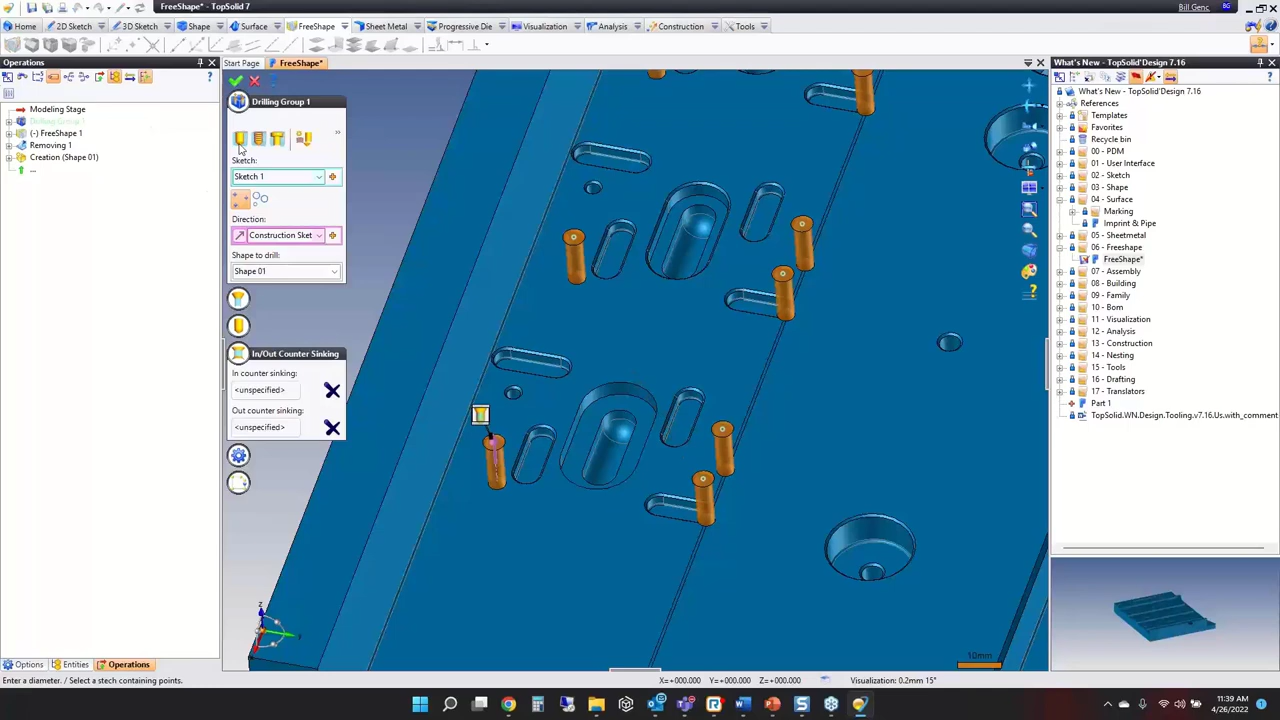 FreeShape* - TopSolid 7
Bill Genc
Home
2D Sketch
3D Sketch
Shape
Surface
FreeShape
Sheet Metal
Progressive Die
Visualization
Analysis
Construction
Tools
Operations
Start Page
FreeShape*
What's New - TopSolid'Design 7.16
Modeling Stage
Drilling Group 1
(-) FreeShape 1
Removing 1
Creation (Shape 01)
...
Drilling Group 1
Sketch:
Sketch 1
Direction:
Construction Sket
Shape to drill:
Shape 01
In/Out Counter Sinking
In counter sinking:
<unspecified>
Out counter sinking:
<unspecified>
What's New - TopSolid'Design 7.16
References
Templates
Favorites
Recycle bin
00 - PDM
01 - User Interface
02 - Sketch
03 - Shape
04 - Surface
Marking
Imprint & Pipe
05 - Sheetmetal
06 - Freeshape
FreeShape*
07 - Assembly
08 - Building
09 - Family
10 - Bom
11 - Visualization
12 - Analysis
13 - Construction
14 - Nesting
15 - Tools
16 - Drafting
17 - Translators
Part 1
TopSolid.WN.Design.Tooling.v7.16.Us.with_comment
z
10mm
Options
Entities
Operations
Enter a diameter. / Select a stech containing points.
X=+000.000
Y=+000.000
Z=+000.000
Visualization: 0.2mm 15°
11:39 AM
4/26/2022